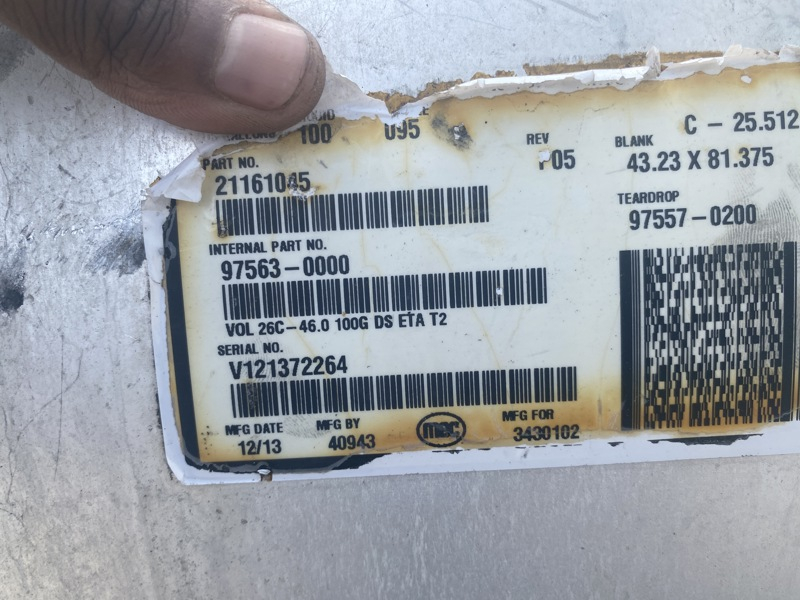 100 095
PART NO.
21161045
REV
P05
BLANK
C - 25.512
43.23 X 81.375
TEARDROP
97557-0200
INTERNAL PART NO.
97563-0000
VOL 26C-46.0 100G DS ETA T2
SERIAL NO.
V121372264
MFG DATE
12/13
MFG BY
40943
mec
MFG FOR
3430102